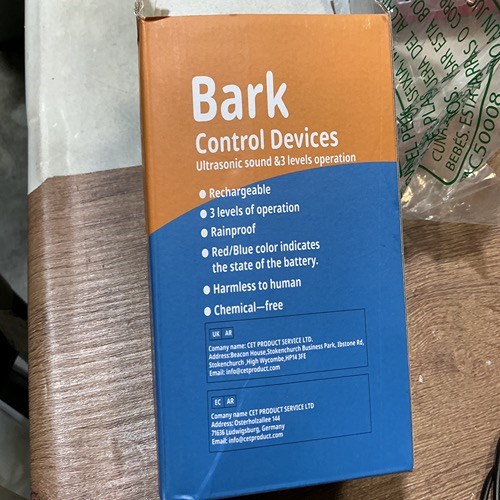 Bark
Control Devices
Ultrasonic sound &3 levels operation
● Rechargeable
● 3 levels of operation
● Rainproof
● Red/Blue color indicates
the state of the battery.
● Harmless to human
● Chemical—free
UK AR
Comany name: CET PRODUCT SERVICE LTD.
Address:Beacon House,Stokenchurch Business Park, Ibstone Rd,
Stokenchurch ,High Wycombe,HP14 3FE
Email: info@cetproduct.com
EC AR
Comany name CET PRODUCT SERVICE LTD
Address: Osterholzallee 144
71636 Ludwigsburg, Germany
Email: info@cetproduct.com
BEBES. ESTA